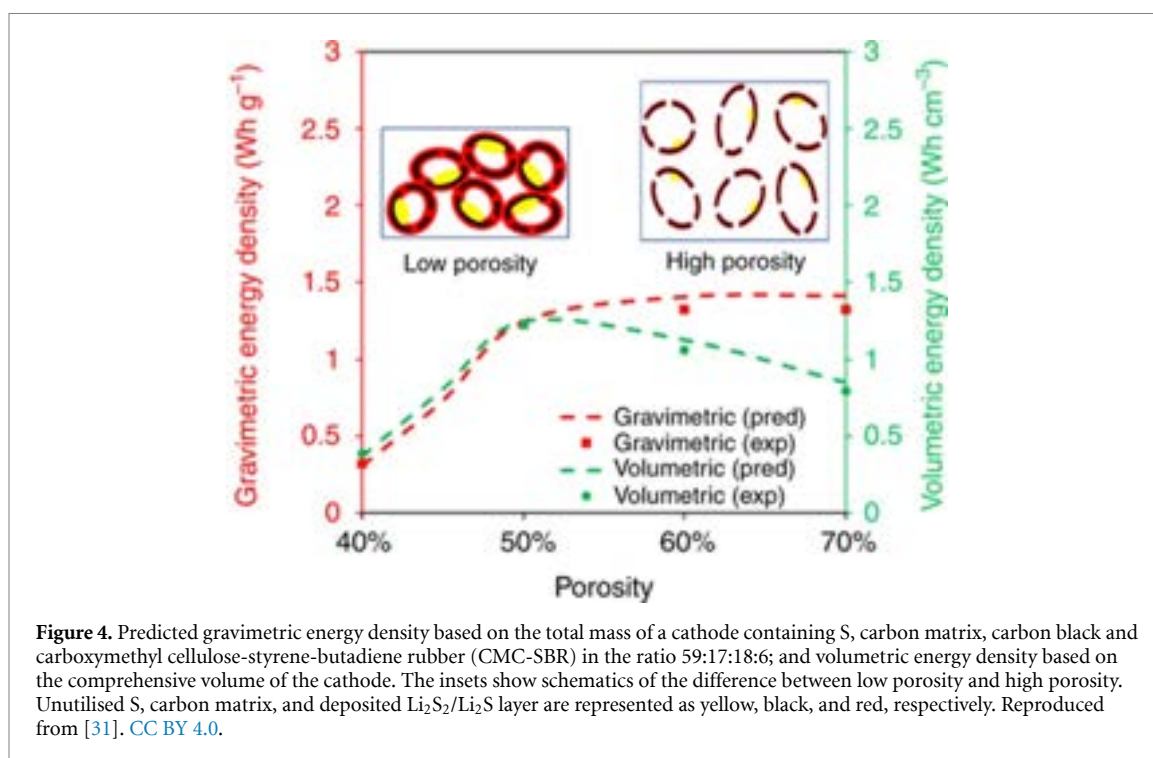 3
2.5
2
1.5
1
0.5
0
Gravimetric energy density (Wh g⁻¹)
3
2.5
2
1.5
1
0.5
0
Volumetric energy density (Wh cm⁻³)
Low porosity
High porosity
Gravimetric (pred)
Gravimetric (exp)
Volumetric (pred)
Volumetric (exp)
40%
50%
60%
70%
Porosity
Figure 4. Predicted gravimetric energy density based on the total mass of a cathode containing S, carbon matrix, carbon black and
carboxymethyl cellulose-styrene-butadiene rubber (CMC-SBR) in the ratio 59:17:18:6; and volumetric energy density based on
the comprehensive volume of the cathode. The insets show schematics of the difference between low porosity and high porosity.
Unutilised S, carbon matrix, and deposited Li₂S₂/Li₂S layer are represented as yellow, black, and red, respectively. Reproduced
from [31]. CC BY 4.0.